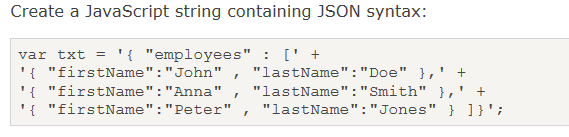 Create a JavaScript string containing JSON syntax:
var txt = '{ "employees" : [' +
'{ "firstName":"John" , "lastName":"Doe" },' +
'{ "firstName":"Anna" , "lastName":"Smith" },' +
'{ "firstName":"Peter" , "lastName":"Jones" } ]}';